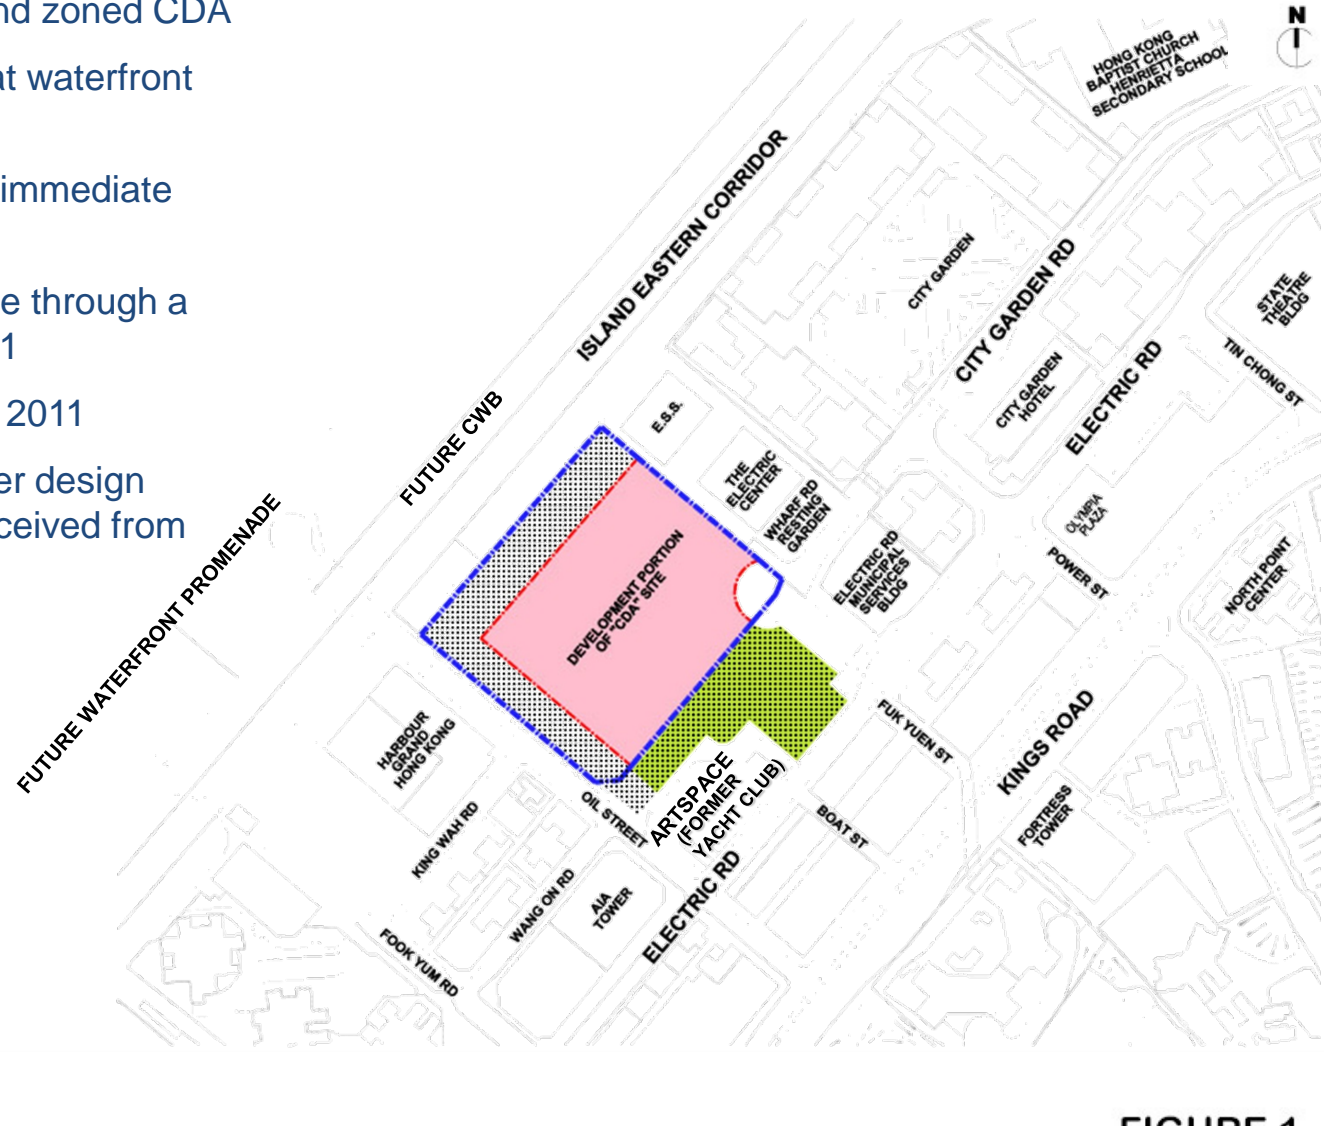 nd zoned CDA
at waterfront
immediate
e through a
1
2011
er design
ceived from
N
HONG KONG
BAPTIST CHURCH
HENRIETTA
SECONDARY SCHOOL
ISLAND EASTERN CORRIDOR
CITY GARDEN
CITY GARDEN RD
STATE
THEATRE
BLDG
TIN CHONG ST
CITY GARDEN
HOTEL
ELECTRIC RD
FUTURE CWB
E.S.S.
THE
ELECTRIC
CENTER
WHARF RD
RESTING
GARDEN
OLYMPIA
PLAZA
ELECTRIC RD
MUNICIPAL
SERVICES
BLDG
POWER ST
NORTH POINT
CENTER
FUTURE WATERFRONT PROMENADE
DEVELOPMENT PORTION
OF "CDA" SITE
HARBOUR
GRAND
HONG KONG
FUK YUEN ST
KINGS ROAD
ARTSPACE
(FORMER
YACHT CLUB)
OIL STREET
BOAT ST
FORTRESS
TOWER
KING WAH RD
WANG ON RD
AIA
TOWER
ELECTRIC RD
FOOK YUM RD
FIGURE 1